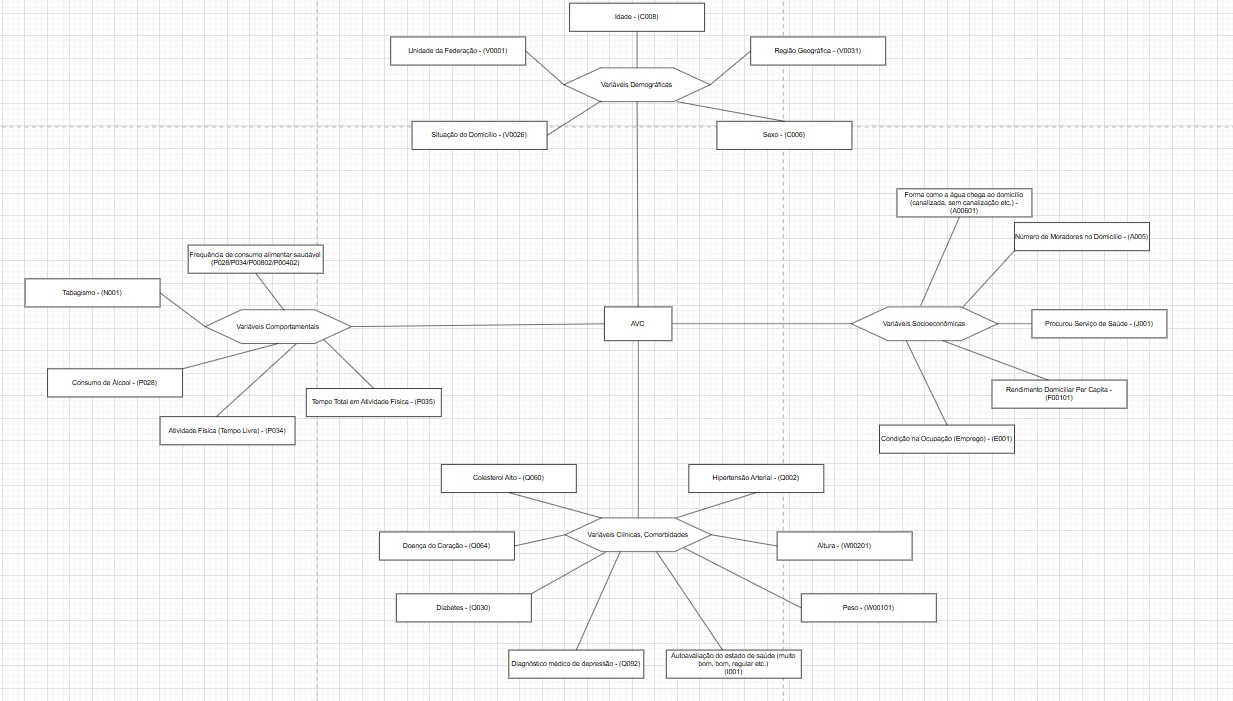 Idade - (C008)
Unidade da Federação - (V0001)
Região Geográfica - (V0031)
Variáveis Demográficas
Situação do Domicílio - (V0026)
Sexo - (C006)
Forma como a água chega ao domicílio
(canalizada, sem canalização etc.) -
(A00601)
Número de Moradores no Domicílio - (A005)
Frequência de consumo alimentar saudável
(P028/P034/P00802/P00402)
Tabagismo - (N001)
Variáveis Comportamentais
AVC
Variáveis Socioeconômicas
Procurou Serviço de Saúde - (J001)
Consumo de Álcool - (P028)
Tempo Total em Atividade Física - (P035)
Rendimento Domiciliar Per Capita -
(F00101)
Atividade Física (Tempo Livre) - (P034)
Condição na Ocupação (Emprego) - (E001)
Colesterol Alto - (Q060)
Hipertensão Arterial - (Q002)
Variáveis Clínicas, Comorbidades
Doença do Coração - (Q064)
Altura - (W00201)
Diabetes - (Q030)
Peso - (W00101)
Diagnóstico médico de depressão - (Q092)
Autoavaliação do estado de saúde (muito
bom, bom, regular etc.)
(I001)